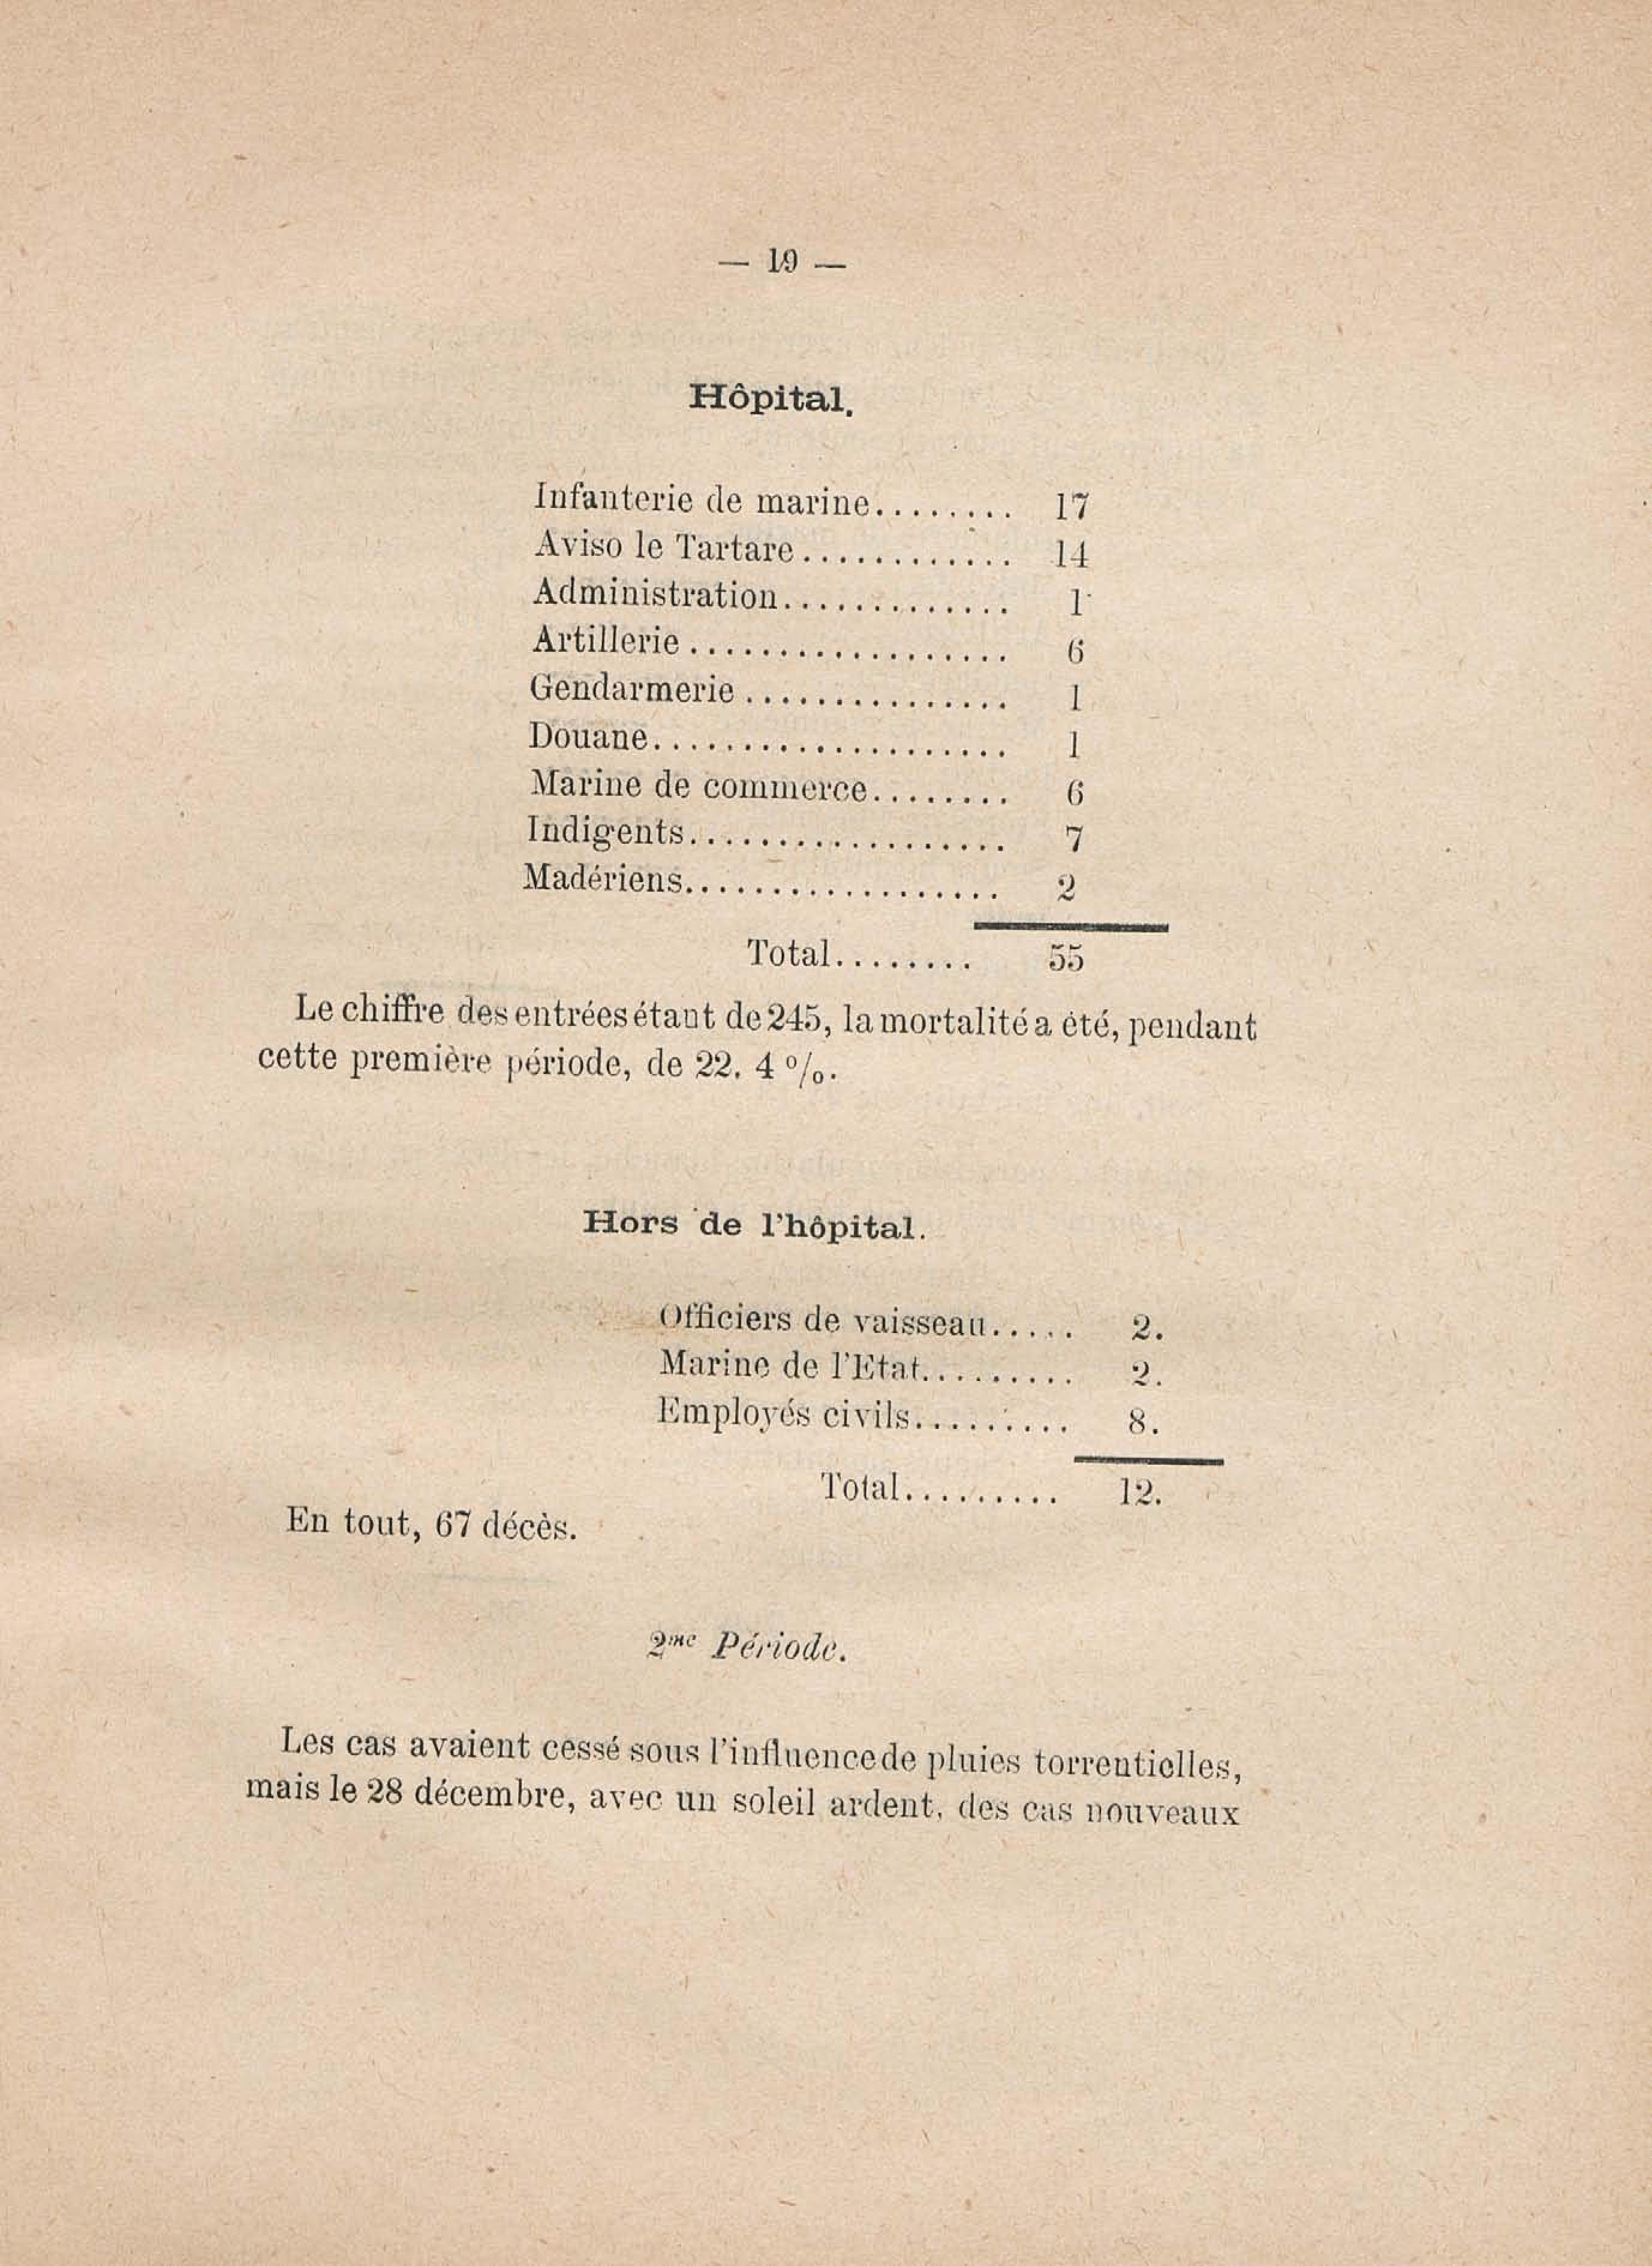 — 19 —
Hôpital.
Infanterie de marine........ 17
Aviso le Tartare............ 14
Administration............. 1
Artillerie.................. 6
Gendarmerie............... 1
Douane.................... 1
Marine de commerce........ 6
Indigents.................. 7
Madériens.................. 2
Total........ 55
Le chiffre des entrées étant de 245, la mortalité a été, pendant
cette première période, de 22. 4 %.
Hors de l'hôpital.
Officiers de vaisseau..... 2.
Marine de l'Etat......... 2.
Employés civils......... 8.
Total......... 12.
En tout, 67 décès.
2me Période.
Les cas avaient cessé sous l'influence de pluies torrentielles,
mais le 28 décembre, avec un soleil ardent, des cas nouveaux